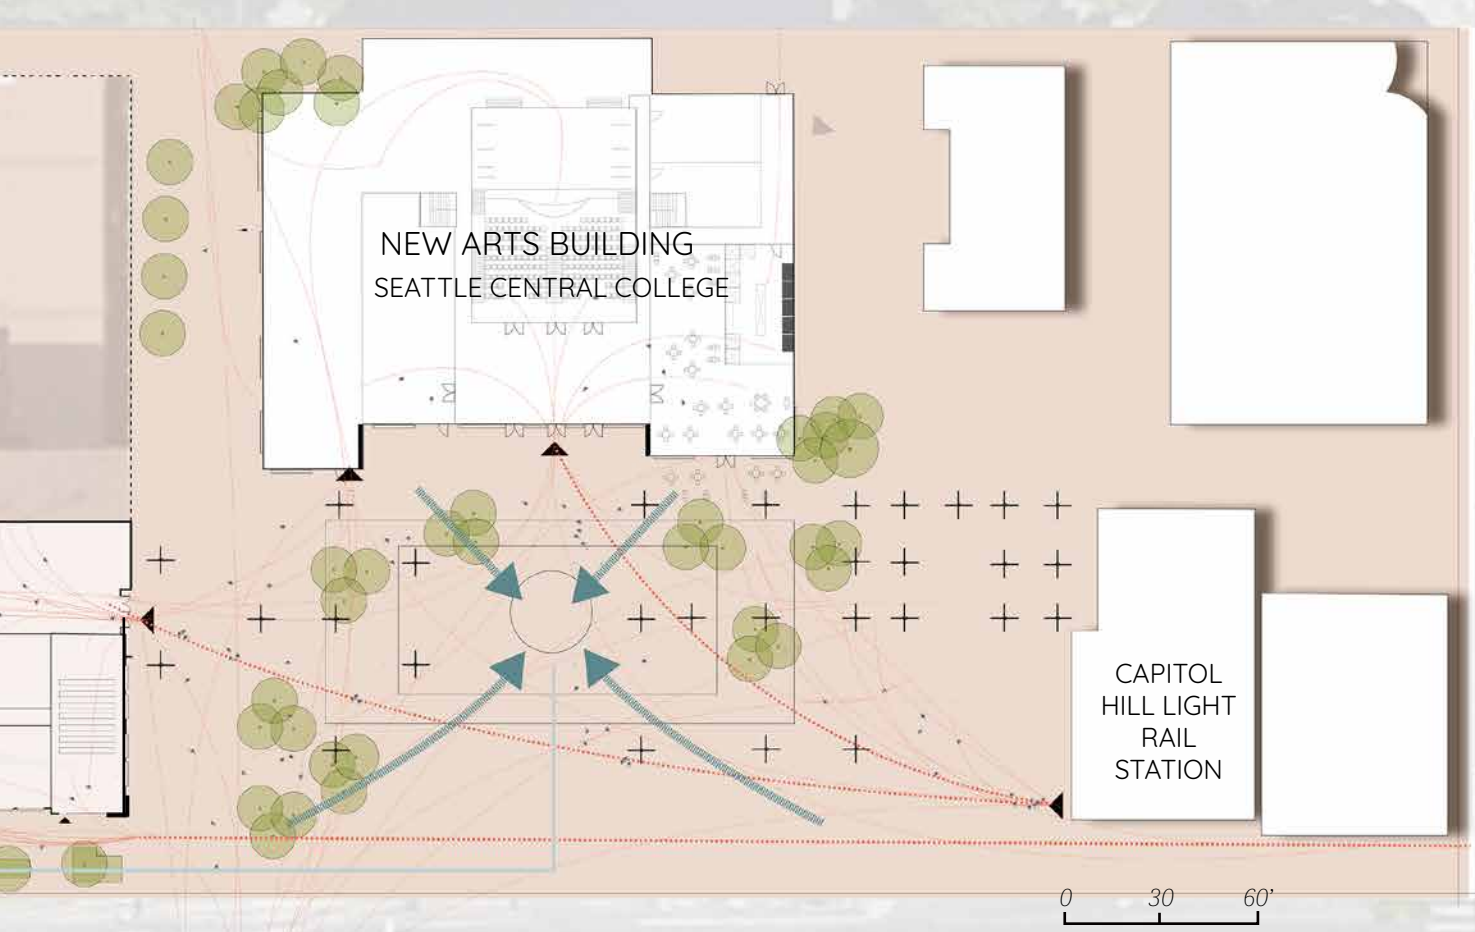 NEW ARTS BUILDING
SEATTLE CENTRAL COLLEGE
CAPITOL
HILL LIGHT
RAIL
STATION
0 30 60'